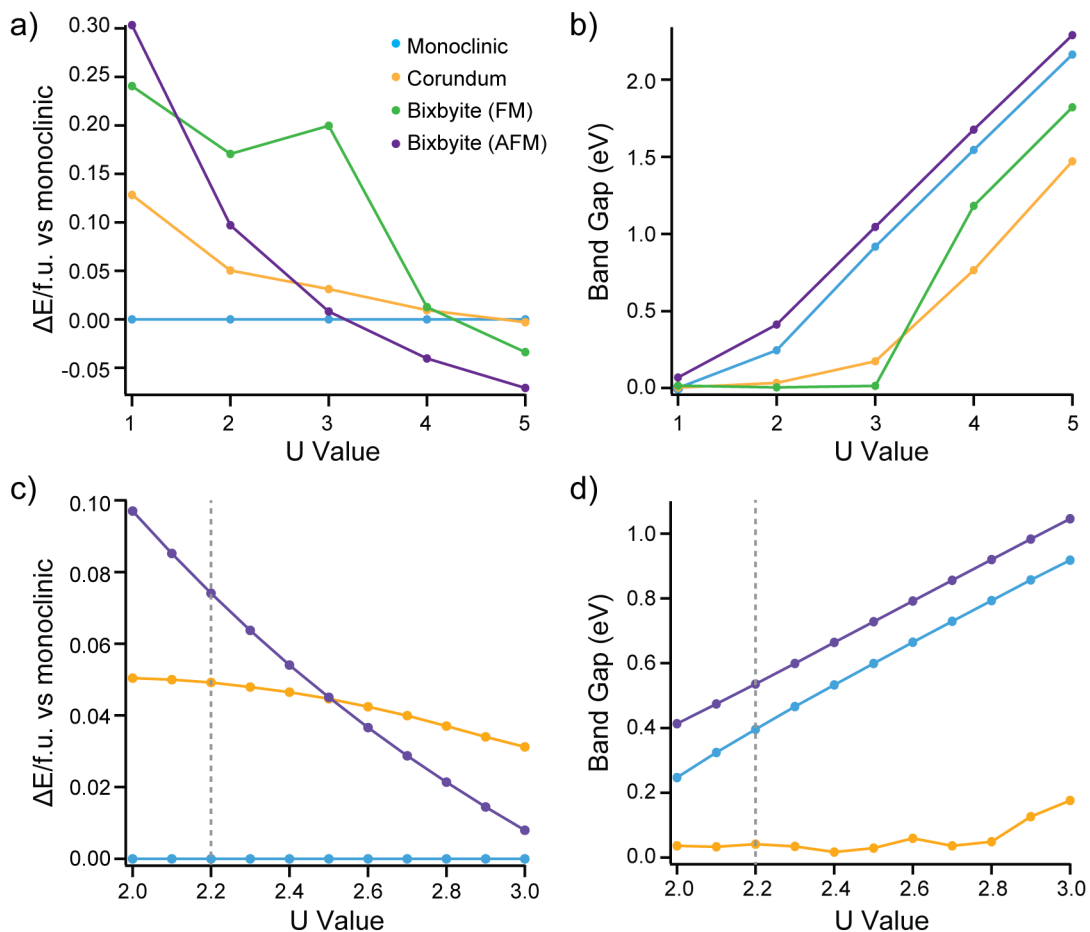 a)
ΔE/f.u. vs monoclinic
0.30
0.25
0.20
0.15
0.10
0.05
0.00
-0.05
1 2 3 4 5
U Value
Monoclinic
Corundum
Bixbyite (FM)
Bixbyite (AFM)
b)
Band Gap (eV)
2.0
1.5
1.0
0.5
0.0
1 2 3 4 5
U Value
c)
ΔE/f.u. vs monoclinic
0.10
0.08
0.06
0.04
0.02
0.00
2.0 2.2 2.4 2.6 2.8 3.0
U Value
d)
Band Gap (eV)
1.0
0.8
0.6
0.4
0.2
0.0
2.0 2.2 2.4 2.6 2.8 3.0
U Value